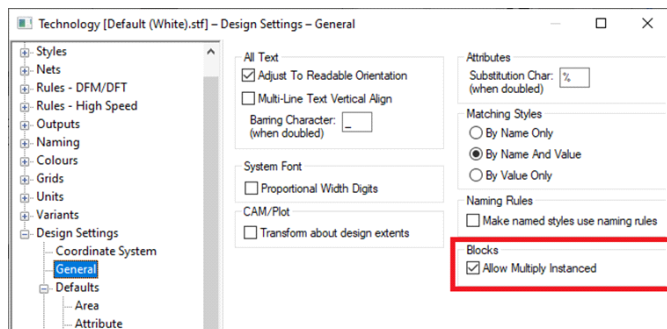 Technology [Default (White).stf] – Design Settings – General
Styles
Nets
Rules - DFM/DFT
Rules - High Speed
Outputs
Naming
Colours
Grids
Units
Variants
Design Settings
Coordinate System
General
Defaults
Area
Attribute
All Text
Adjust To Readable Orientation
Multi-Line Text Vertical Align
Barring Character: _
(when doubled)
System Font
Proportional Width Digits
CAM/Plot
Transform about design extents
Attributes
Substitution Char: %
(when doubled)
Matching Styles
By Name Only
By Name And Value
By Value Only
Naming Rules
Make named styles use naming rules
Blocks
Allow Multiply Instanced